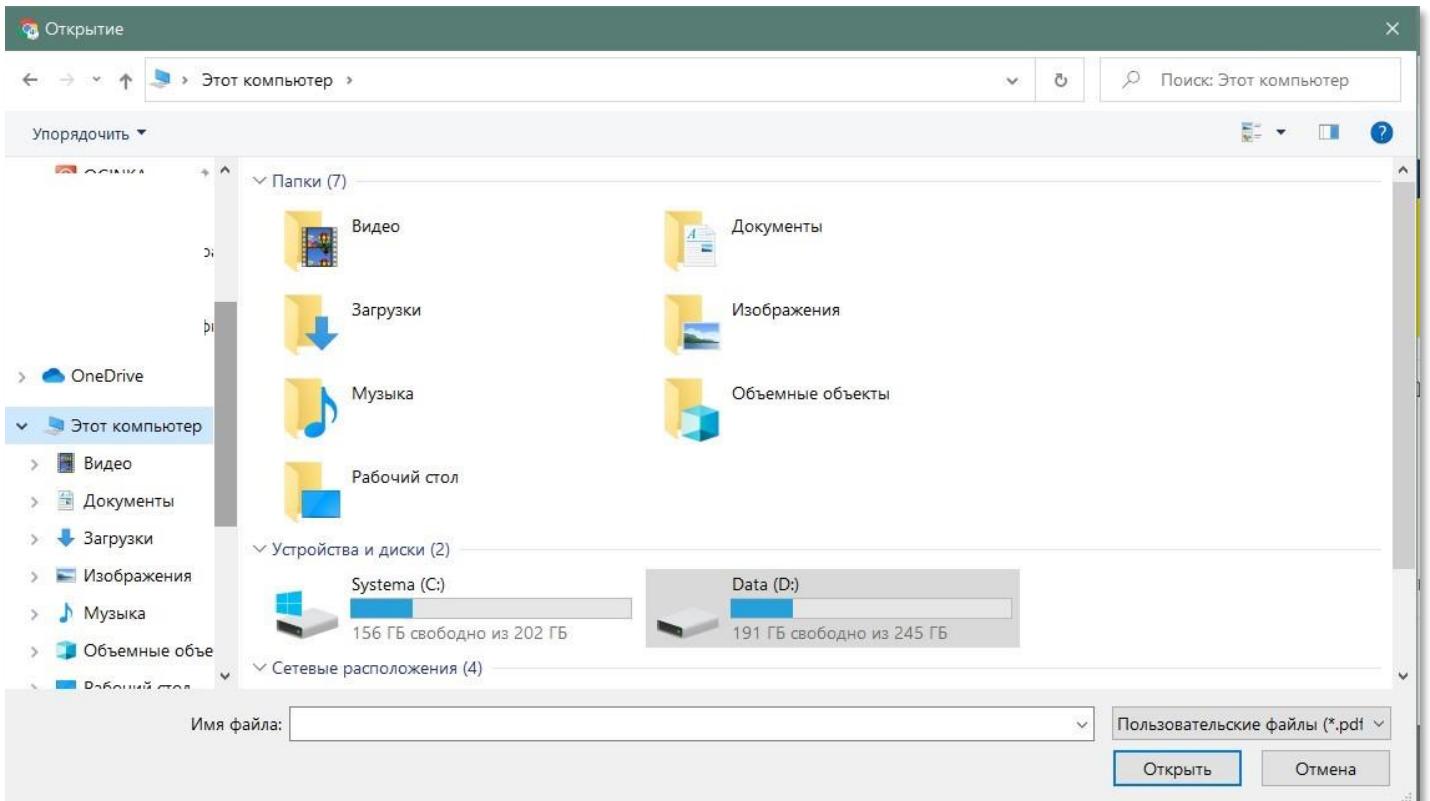 Открытие
Этот компьютер
Поиск: Этот компьютер
Упорядочить
Папки (7)
Видео
Документы
Загрузки
Изображения
Музыка
Объемные объекты
Рабочий стол
Устройства и диски (2)
Systema (C:)
156 ГБ свободно из 202 ГБ
Data (D:)
191 ГБ свободно из 245 ГБ
Сетевые расположения (4)
OneDrive
Этот компьютер
Видео
Документы
Загрузки
Изображения
Музыка
Объемные объе
Рабочий стол
Имя файла:
Пользовательские файлы (*.pdf
Открыть
Отмена